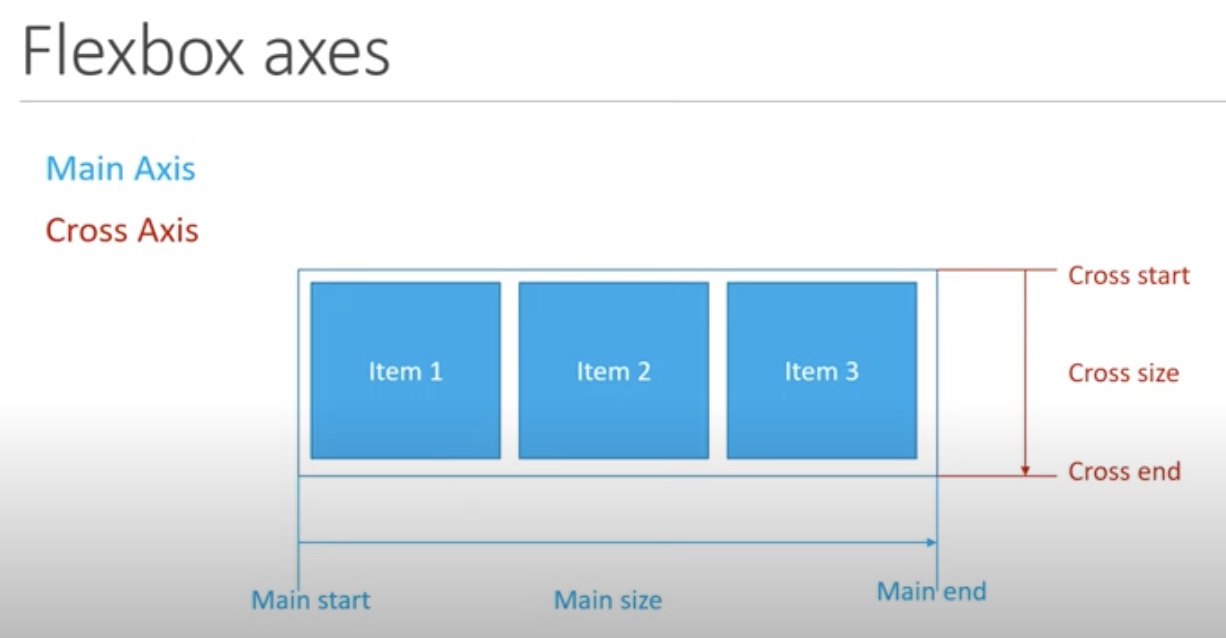 Flexbox axes
Main Axis
Cross Axis
Cross start
Item 1
Item 2
Item 3
Cross size
Cross end
Main start
Main size
Main end